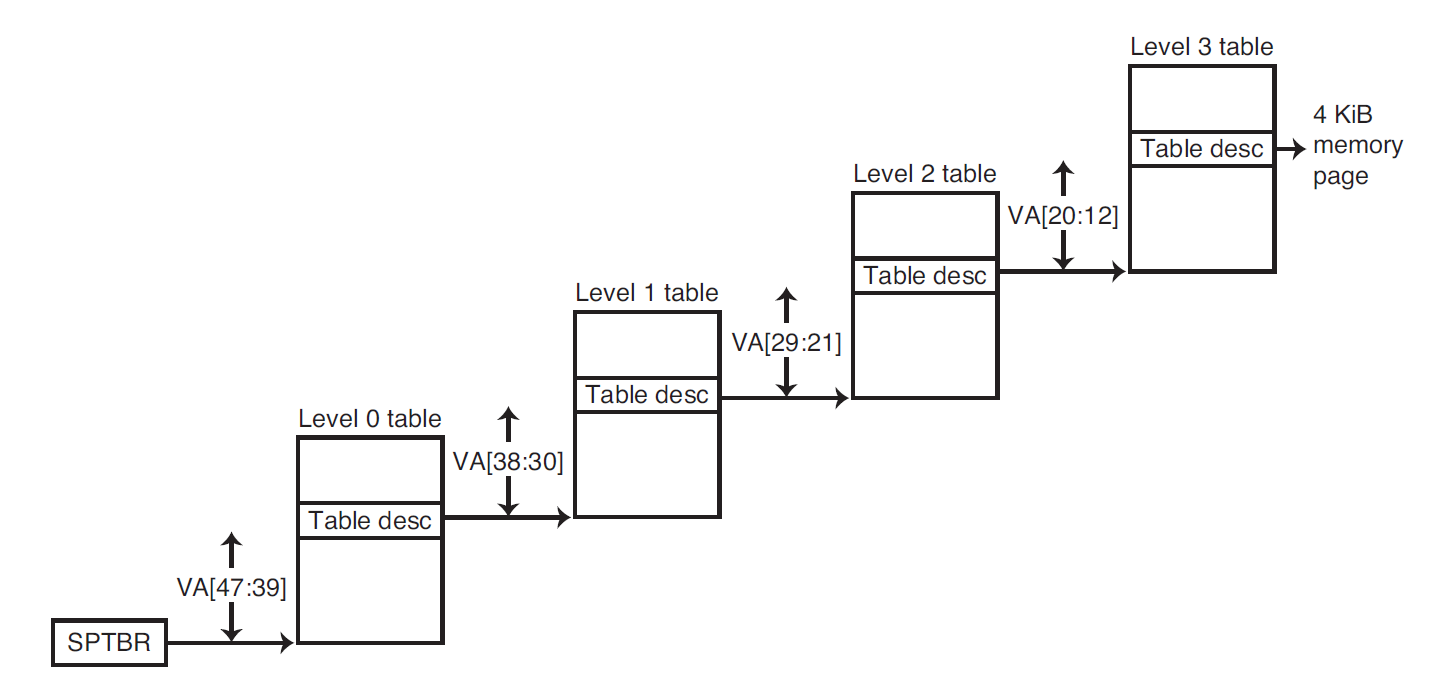 Level 3 table
4 KiB
memory
page
Table desc
Level 2 table
VA[20:12]
Table desc
Level 1 table
VA[29:21]
Table desc
Level 0 table
VA[38:30]
Table desc
VA[47:39]
SPTBR